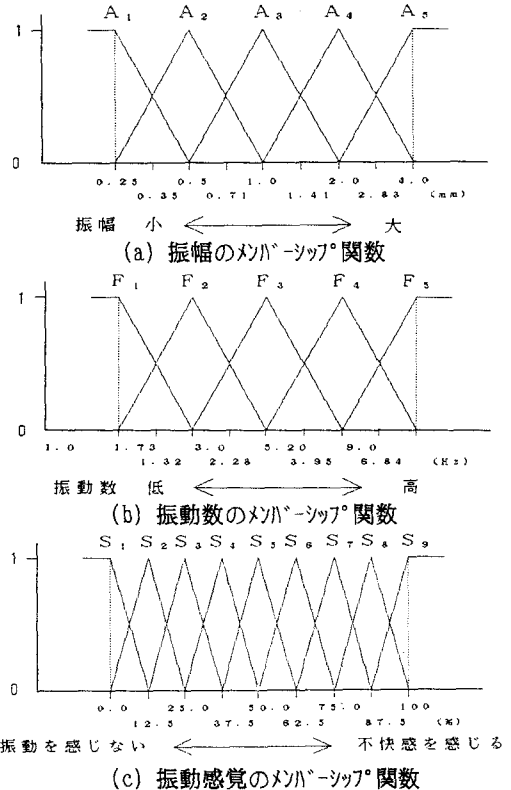 A₁ A₂ A₃ A₄ A₅
1
0
0.25 0.5 1.0 2.0 4.0
0.35 0.71 1.41 2.83 (mm)
振幅 小 大
(a) 振幅のﾒﾝﾊﾞｰｼｯﾌﾟ関数
F₁ F₂ F₃ F₄ F₅
1
0
1.0 1.73 3.0 5.20 9.0
1.32 2.28 3.95 6.84 (Hz)
振動数 低 高
(b) 振動数のﾒﾝﾊﾞｰｼｯﾌﾟ関数
S₁ S₂ S₃ S₄ S₅ S₆ S₇ S₈ S₉
1
0
0.0 25.0 50.0 75.0 100
12.5 37.5 62.5 87.5 (%)
振動を感じない 不快感を感じる
(c) 振動感覚のﾒﾝﾊﾞｰｼｯﾌﾟ関数